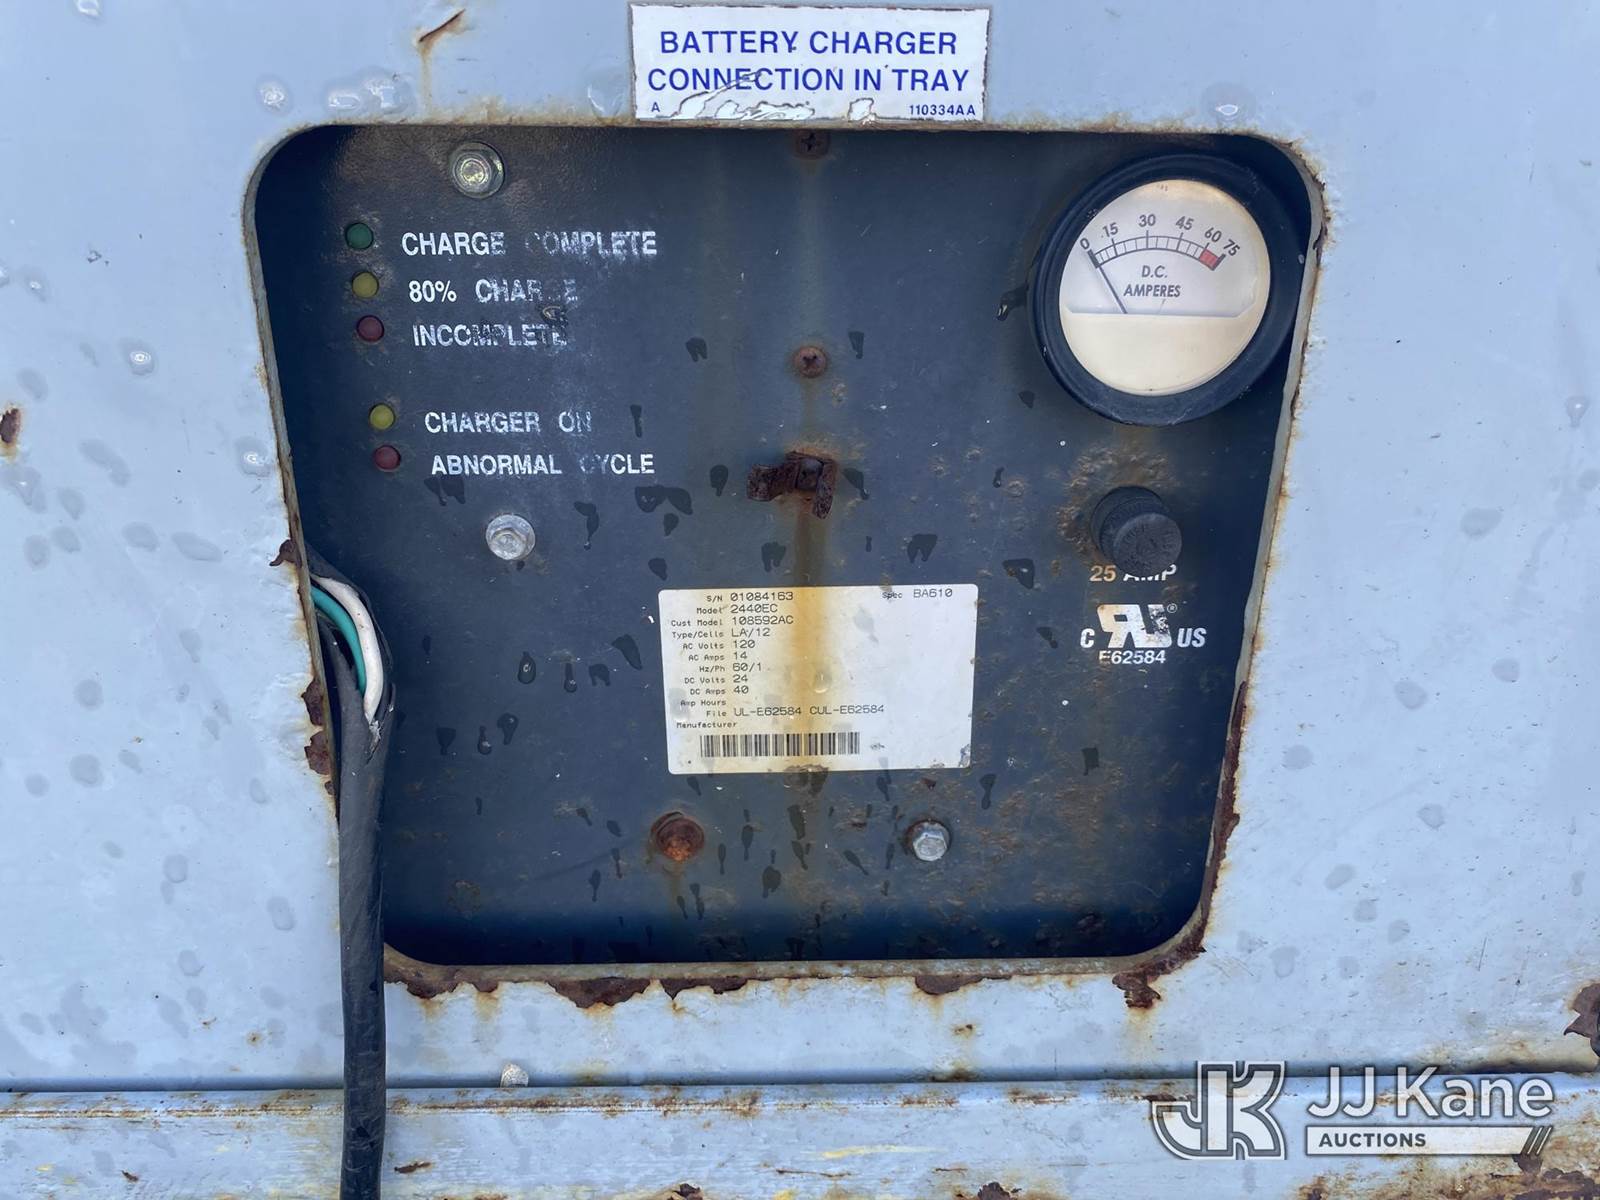 BATTERY CHARGER
CONNECTION IN TRAY
A 110334AA
CHARGE COMPLETE
80% CHARGE
INCOMPLETE
CHARGER ON
ABNORMAL CYCLE
0 15 30 45 60 75
D.C.
AMPERES
25 AMP
C RU ® US
E62584
S/N 01084163 Spec BA610
Model 2440EC
Cust Model 108592AC
Type/Cells LA/12
AC Volts 120
AC Amps 14
Hz/Ph 60/1
DC Volts 24
DC Amps 40
Amp Hours
File UL-E62584 CUL-E62584
Manufacturer
JK JJ Kane
AUCTIONS